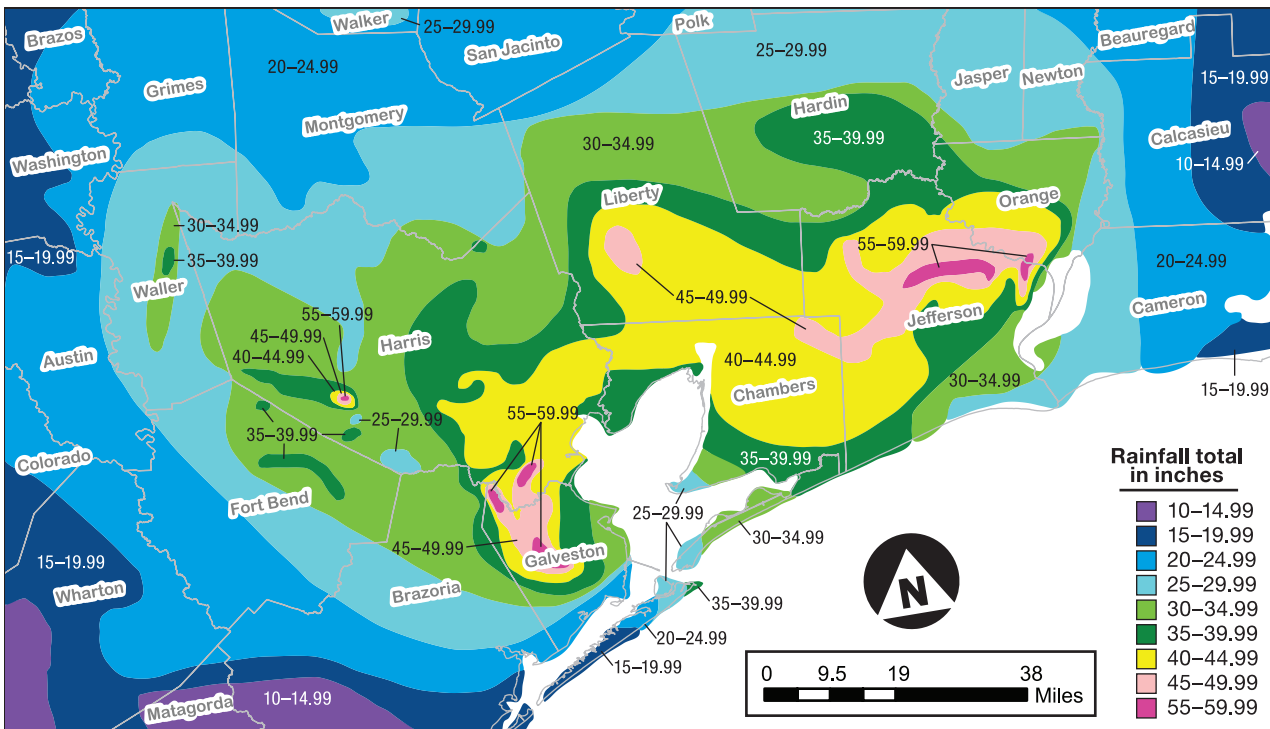 Walker
Polk
25–29.99
Brazos
San Jacinto
Beauregard
25–29.99
20–24.99
Jasper
Newton
15–19.99
Grimes
Hardin
Montgomery
35–39.99
Calcasieu
30–34.99
Washington
10–14.99
Liberty
Orange
30–34.99
15–19.99
35–39.99
55–59.99
20–24.99
Waller
45–49.99
Cameron
55–59.99
Jefferson
45–49.99
Harris
40–44.99
Austin
40–44.99
15–19.99
Chambers
30–34.99
55–59.99
25–29.99
35–39.99
35–39.99
Colorado
Fort Bend
25–29.99
30–34.99
45–49.99
Galveston
15–19.99
Wharton
Brazoria
35–39.99
20–24.99
15–19.99
10–14.99
Matagorda
N
0 9.5 19 38
Miles
Rainfall total
in inches
10–14.99
15–19.99
20–24.99
25–29.99
30–34.99
35–39.99
40–44.99
45–49.99
55–59.99